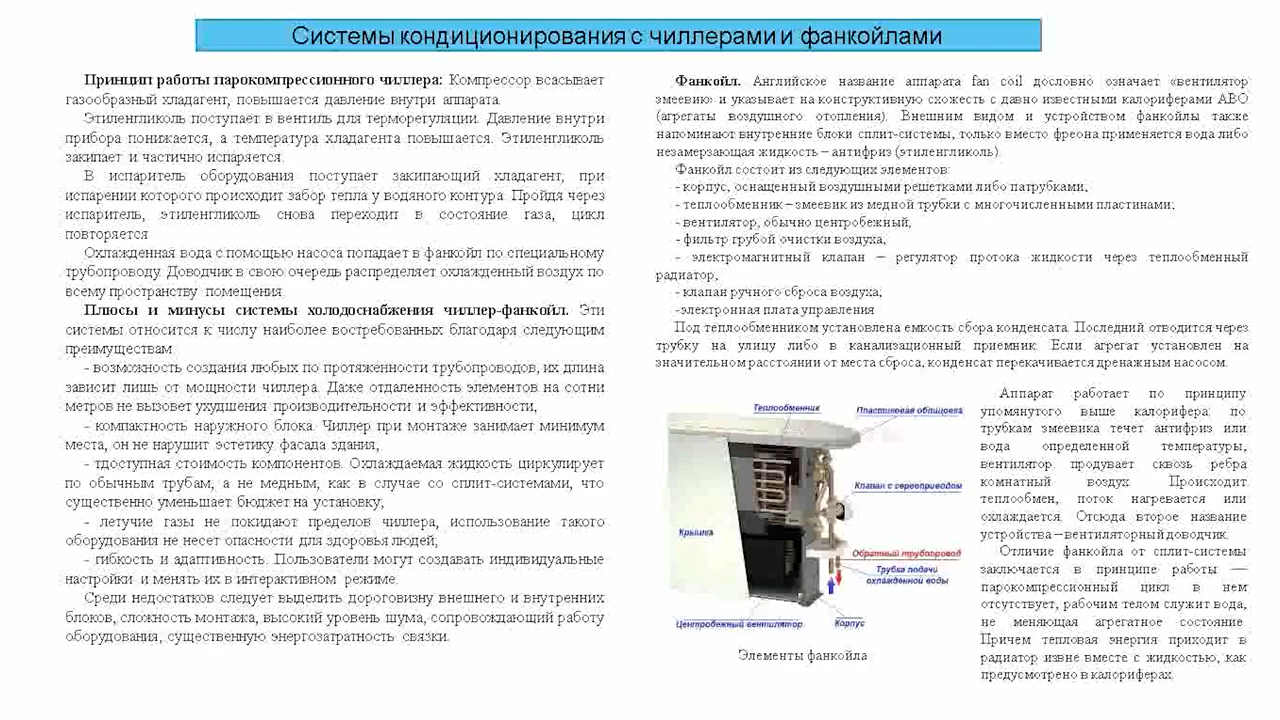 Системы кондиционирования с чиллерами и фанкойлами
Принцип работы парокомпрессионного чиллера: Компрессор всасывает
газообразный хладагент, повышается давление внутри аппарата.
Этиленгликоль поступает в вентиль для терморегуляции. Давление внутри
прибора понижается, а температура хладагента повышается. Этиленгликоль
закипает и частично испаряется.
В испаритель оборудования поступает закипающий хладагент, при
испарении которого происходит забор тепла у водяного контура. Пройдя через
испаритель, этиленгликоль снова переходит в состояние газа, цикл
повторяется
Охлажденная вода с помощью насоса попадает в фанкойл по специальному
трубопроводу. Доводчик в свою очередь распределяет охлажденный воздух по
всему пространству помещения.
Плюсы и минусы системы холодоснабжения чиллер-фанкойл. Эти
системы относится к числу наиболее востребованных благодаря следующим
преимуществам.
- возможность создания любых по протяженности трубопроводов, их длина
зависит лишь от мощности чиллера. Даже отдаленность элементов на сотни
метров не вызовет ухудшения производительности и эффективности,
- компактность наружного блока. Чиллер при монтаже занимает минимум
места, он не нарушит эстетику фасада здания,
- тдоступная стоимость компонентов. Охлаждаемая жидкость циркулирует
по обычным трубам, а не медным, как в случае со сплит-системами, что
существенно уменьшает бюджет на установку;
- летучие газы не покидают пределов чиллера, использование такого
оборудования не несет опасности для здоровья людей;
- гибкость и адаптивность. Пользователи могут создавать индивидуальные
настройки и менять их в интерактивном режиме.
Среди недостатков следует выделить дороговизну внешнего и внутренних
блоков, сложность монтажа, высокий уровень шума, сопровождающий работу
оборудования, существенную энергозатратность связки.
Фанкойл. Английское название аппарата fan coil дословно означает «вентилятор
змеевик» и указывает на конструктивную схожесть с давно известными калориферами АВО
(агрегаты воздушного отопления). Внешним видом и устройством фанкойлы также
напоминают внутренние блоки сплит-системы, только вместо фреона применяется вода либо
незамерзающая жидкость – антифриз (этиленгликоль).
Фанкойл состоит из следующих элементов:
- корпус, оснащенный воздушными решетками либо патрубками;
- теплообменник – змеевик из медной трубки с многочисленными пластинами;
- вентилятор, обычно центробежный;
- фильтр грубой очистки воздуха;
- электромагнитный клапан – регулятор протока жидкости через теплообменный
радиатор;
- клапан ручного сброса воздуха;
-электронная плата управления
Под теплообменником установлена емкость сбора конденсата. Последний отводится через
трубку на улицу либо в канализационный приемник. Если агрегат установлен на
значительном расстоянии от места сброса, конденсат перекачивается дренажным насосом.
Теплообменник
Пластиковая облицовка
Клапан с сервоприводом
Крышка
Обратный трубопровод
Трубка подачи
охлажденной воды
Центробежный вентилятор
Корпус
Элементы фанкойла
Аппарат работает по принципу
упомянутого выше калорифера: по
трубкам змеевика течет антифриз или
вода определенной температуры,
вентилятор продувает сквозь ребра
комнатный воздух. Происходит
теплообмен, поток нагревается или
охлаждается. Отсюда второе название
устройства – вентиляторный доводчик.
Отличие фанкойла от сплит-системы
заключается в принципе работы —
парокомпрессионный цикл в нем
отсутствует, рабочим телом служит вода,
не меняющая агрегатное состояние.
Причем тепловая энергия приходит в
радиатор извне вместе с жидкостью, как
предусмотрено в калориферах.